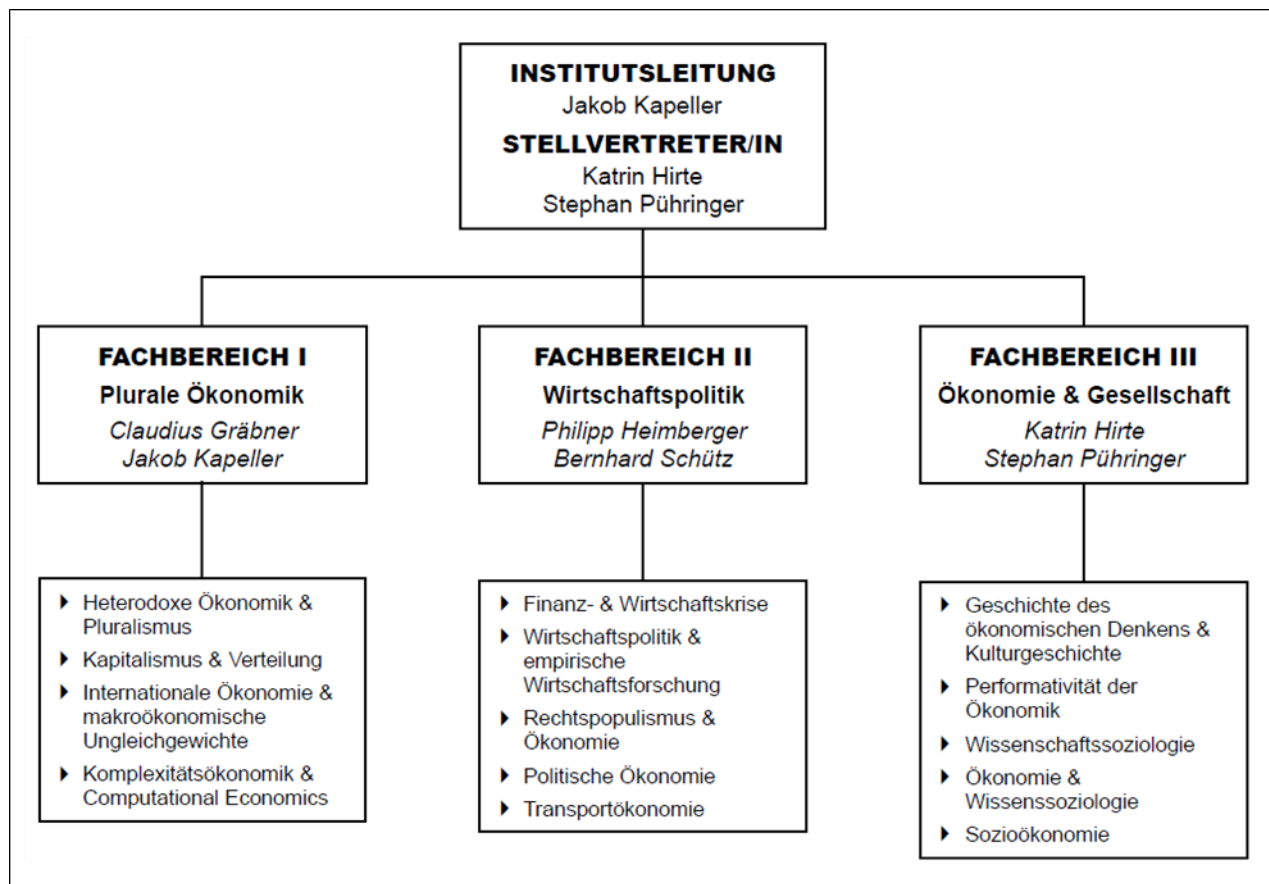 INSTITUTSLEITUNG
Jakob Kapeller
STELLVERTRETER/IN
Katrin Hirte
Stephan Pühringer
FACHBEREICH I
Plurale Ökonomik
Claudius Gräbner
Jakob Kapeller
FACHBEREICH II
Wirtschaftspolitik
Philipp Heimberger
Bernhard Schütz
FACHBEREICH III
Ökonomie & Gesellschaft
Katrin Hirte
Stephan Pühringer
Heterodoxe Ökonomik &
Pluralismus
Kapitalismus & Verteilung
Internationale Ökonomie &
makroökonomische
Ungleichgewichte
Komplexitätsökonomik &
Computational Economics
Finanz- & Wirtschaftskrise
Wirtschaftspolitik &
empirische
Wirtschaftsforschung
Rechtspopulismus &
Ökonomie
Politische Ökonomie
Transportökonomie
Geschichte des
ökonomischen Denkens &
Kulturgeschichte
Performativität der
Ökonomik
Wissenschaftssoziologie
Ökonomie &
Wissenssoziologie
Sozioökonomie